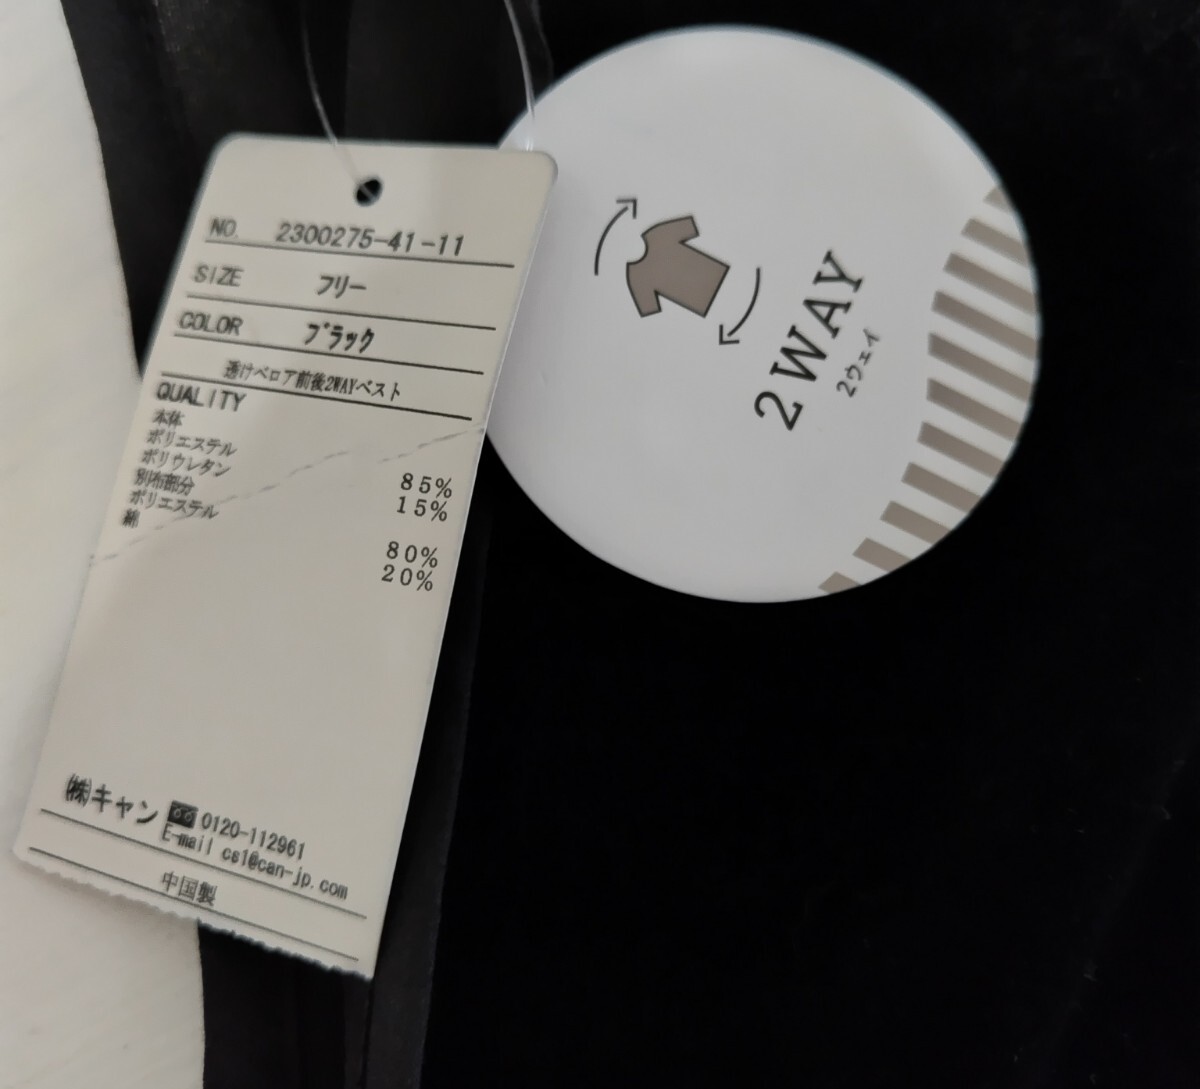 NO. 2300275-41-11
SIZE フリー
COLOR ブラック
透けベロア前後2WAYベスト
QUALITY
本体
ポリエステル 85%
ポリウレタン 15%
別布部分
ポリエステル 80%
綿 20%
㈱キャン 0120-112961
E-mail cs1@can-jp.com
中国製
2WAY
2ウェイ